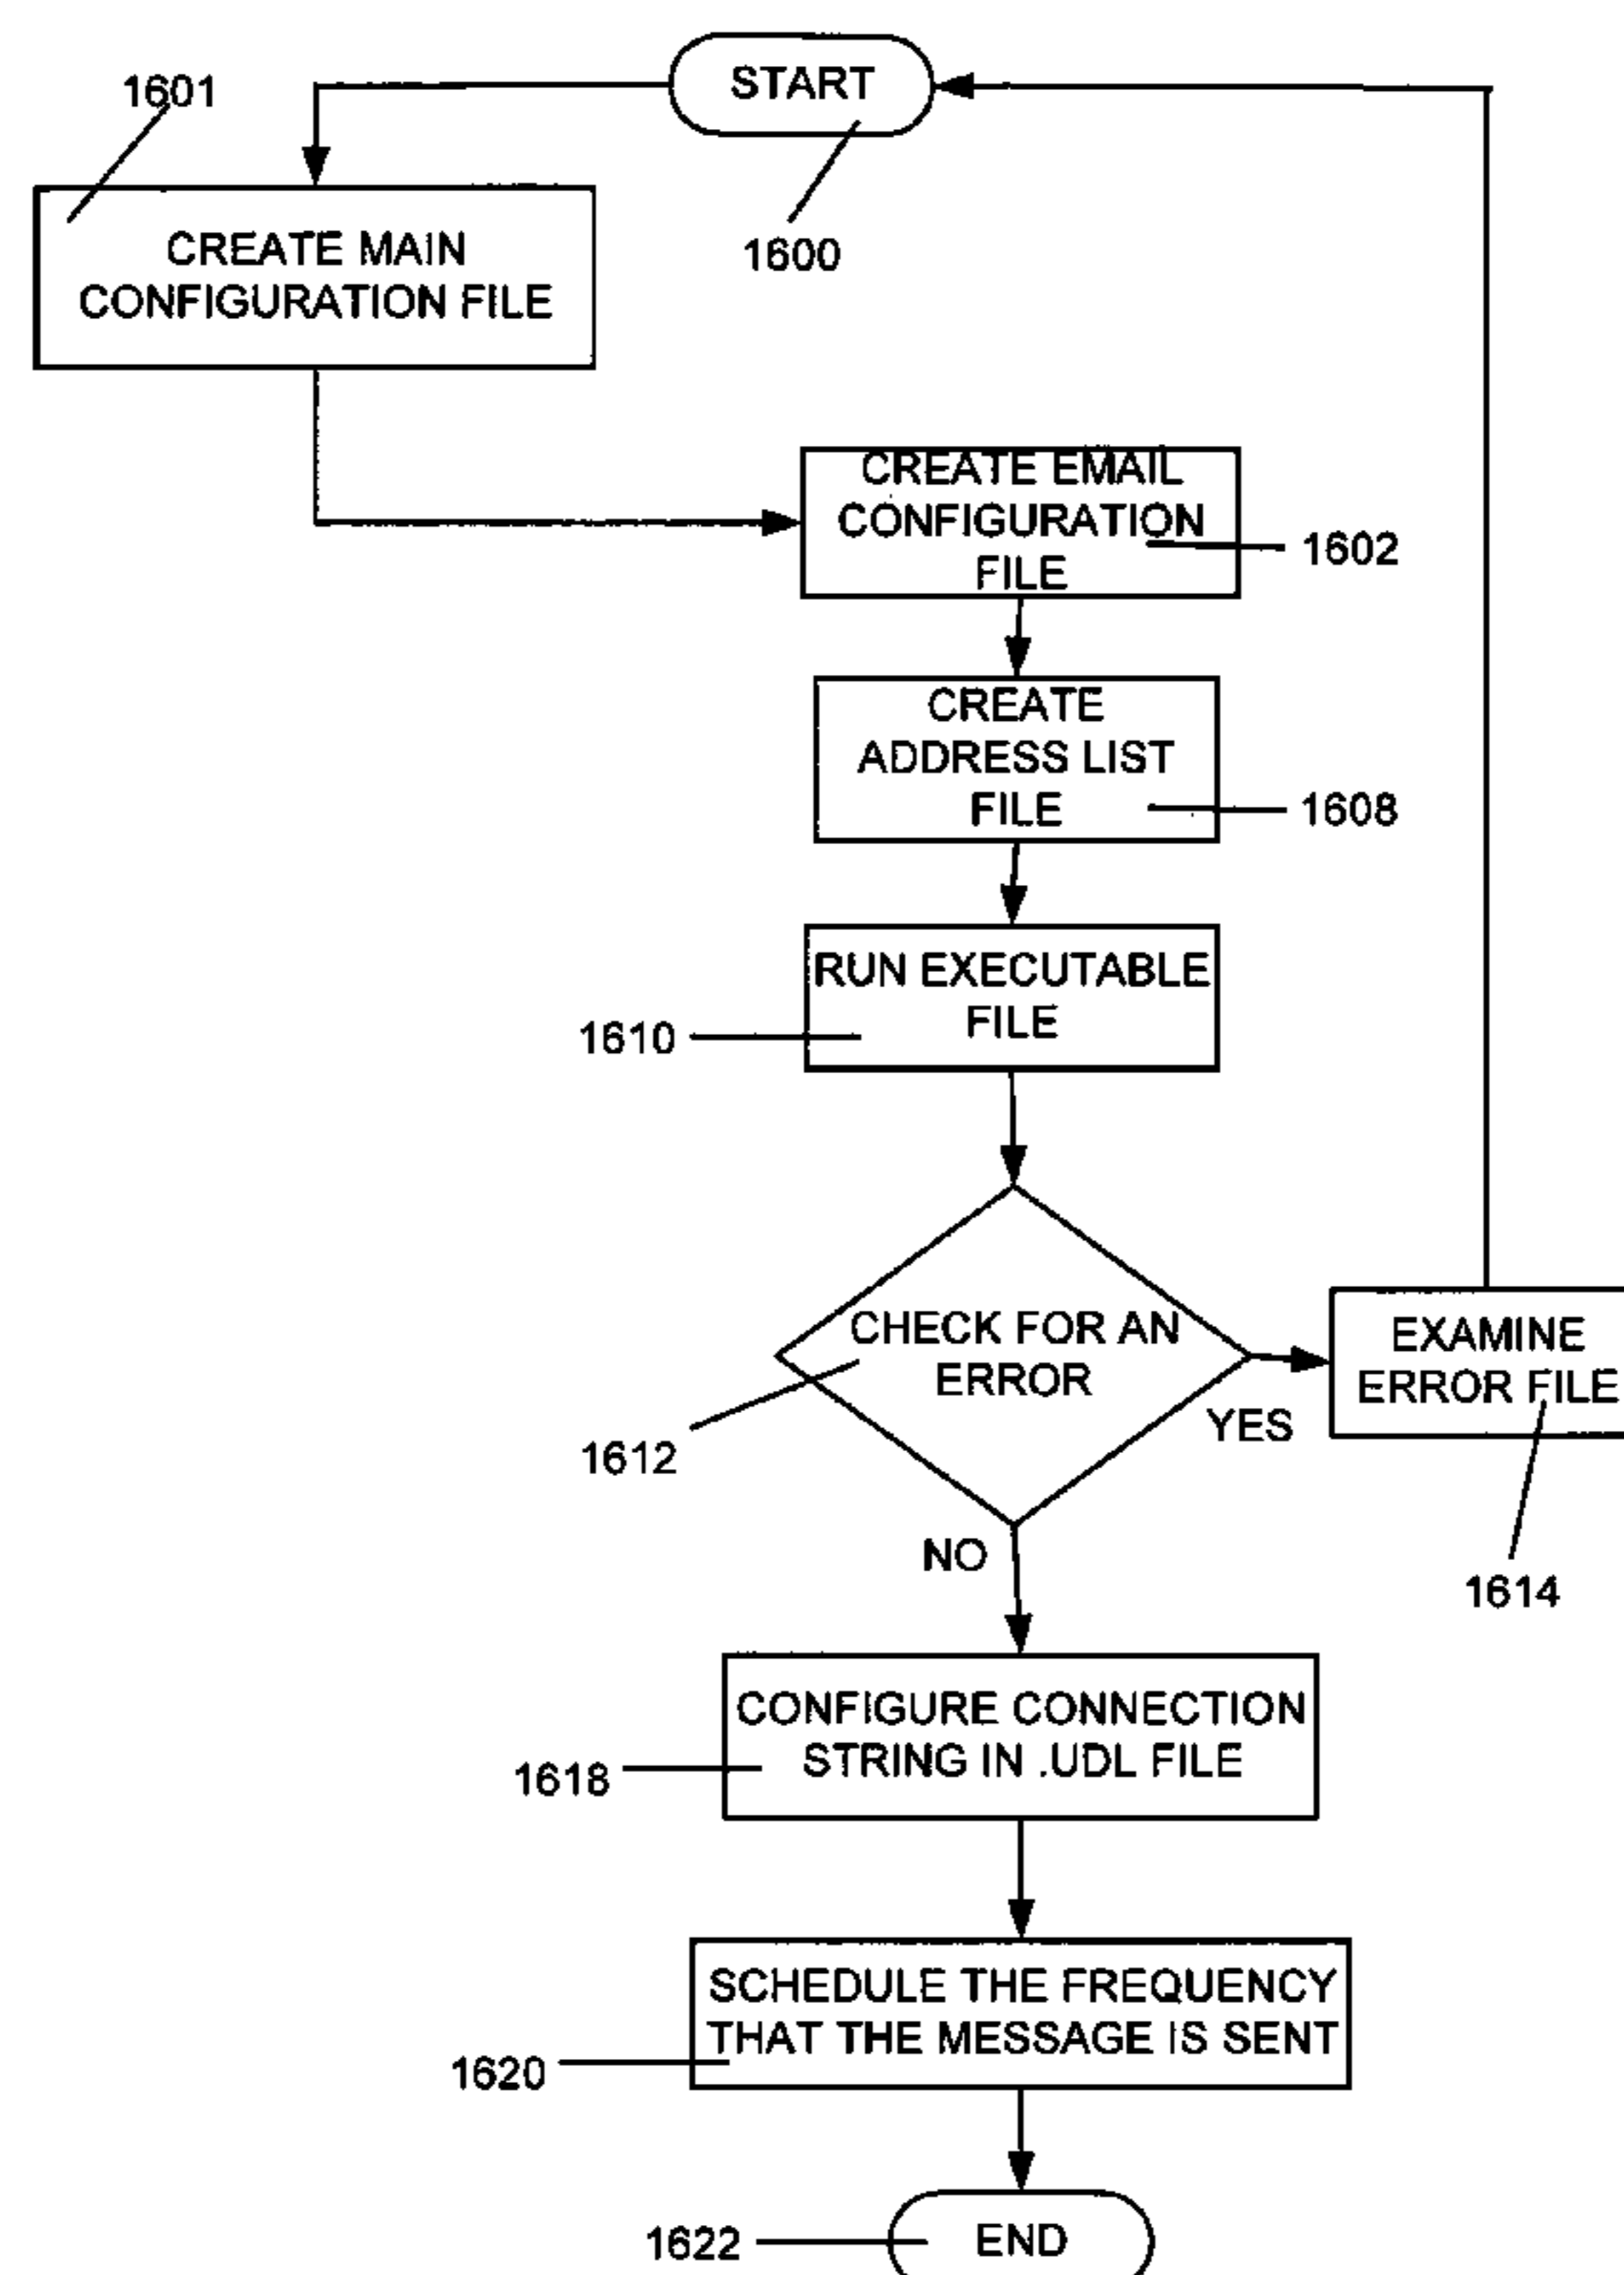 START
1601
1600
CREATE MAIN
CONFIGURATION FILE
CREATE EMAIL
CONFIGURATION
FILE
1602
CREATE
ADDRESS LIST
FILE
1608
RUN EXECUTABLE
FILE
1610
CHECK FOR AN
ERROR
1612
YES
EXAMINE
ERROR FILE
1614
NO
CONFIGURE CONNECTION
STRING IN .UDL FILE
1618
SCHEDULE THE FREQUENCY
THAT THE MESSAGE IS SENT
1620
END
1622